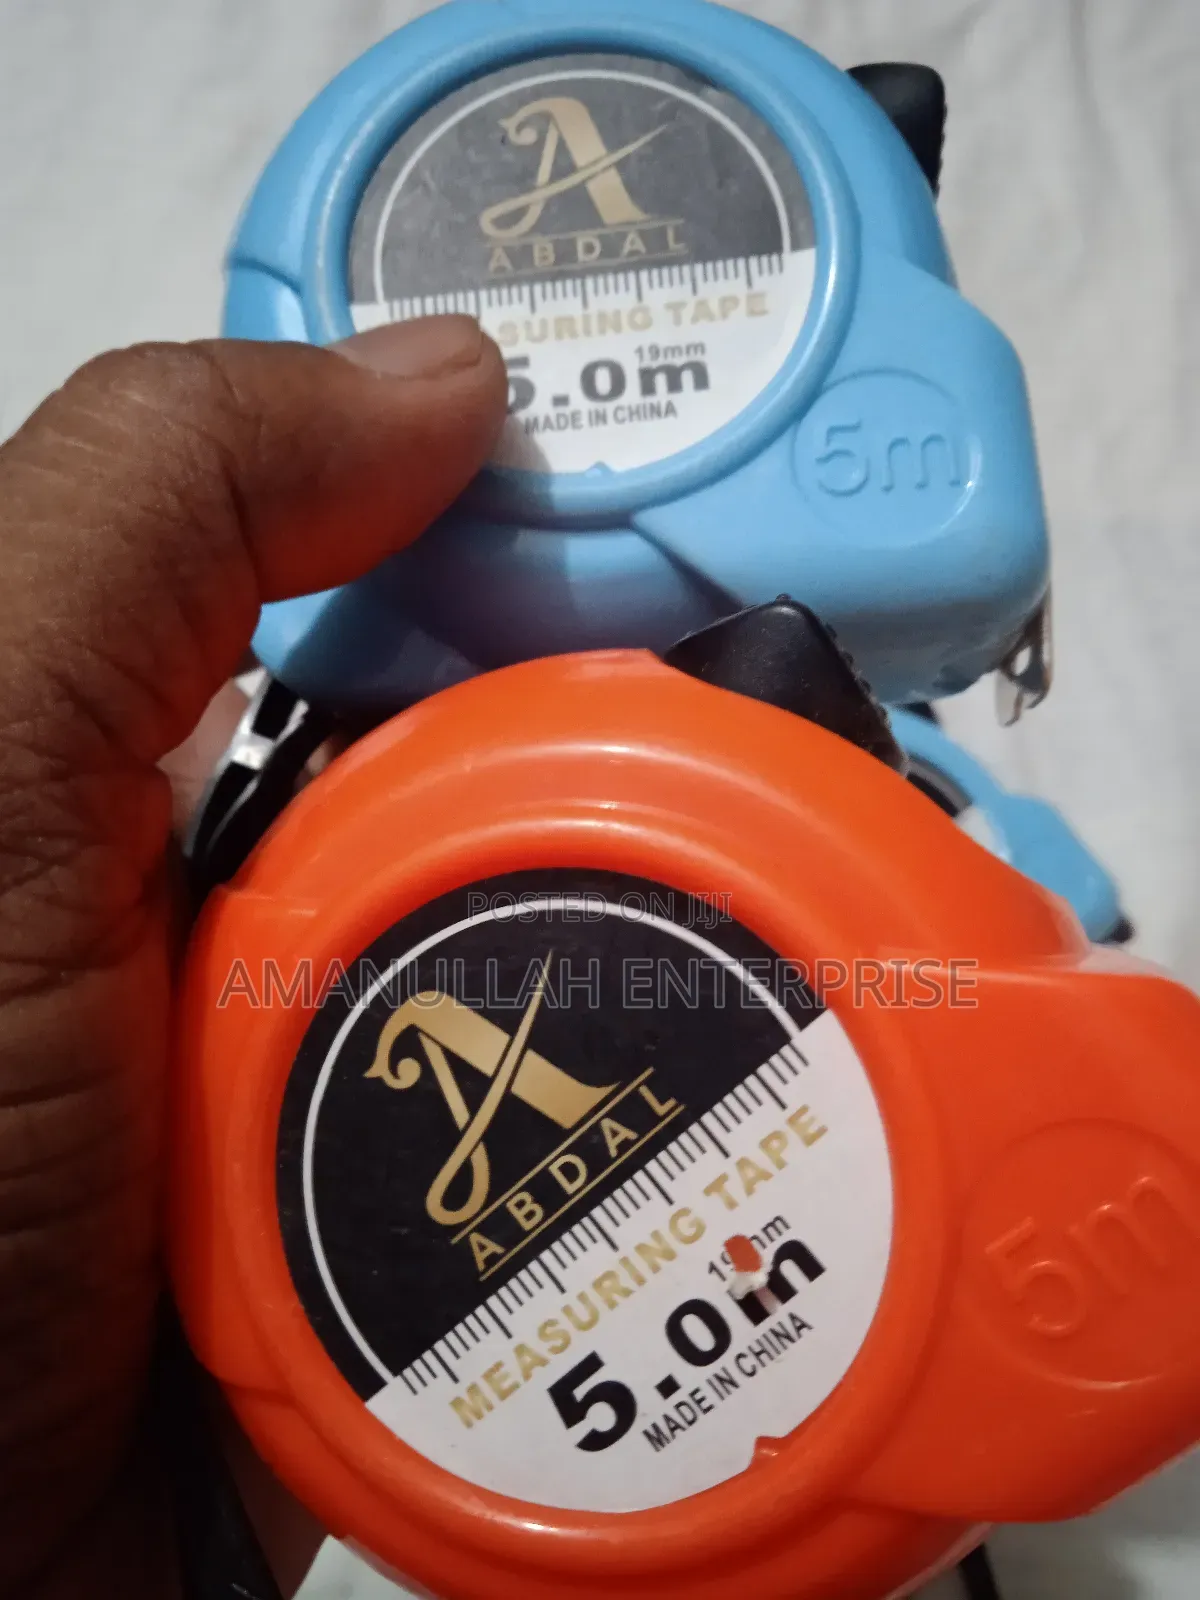 A
ABDAL
SURING TAPE
19mm
5.0m
MADE IN CHINA
5m
POSTED ON JIJI
AMANULLAH ENTERPRISE
A
ABDAL
MEASURING TAPE
5.0m
MADE IN CHINA
5m